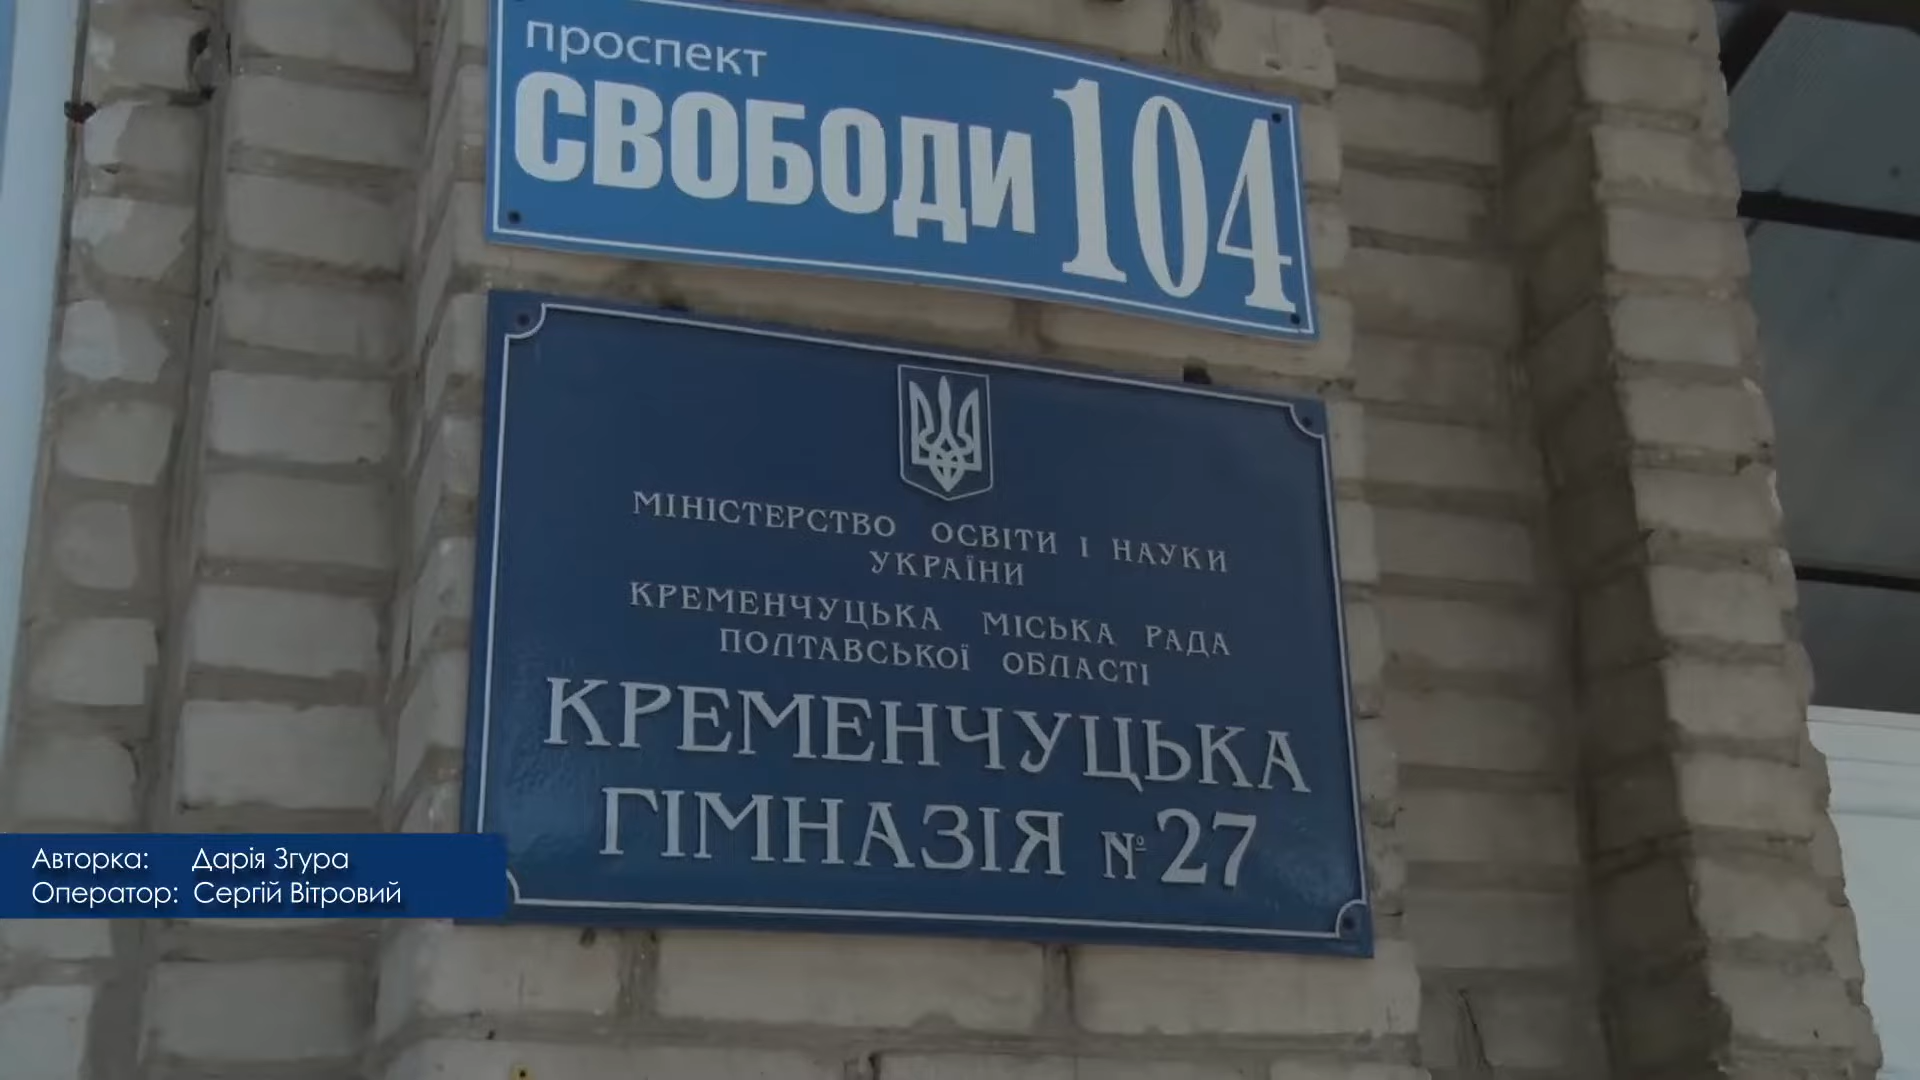 проспект
СВОБОДИ 104
МІНІСТЕРСТВО ОСВІТИ І НАУКИ
УКРАЇНИ
КРЕМЕНЧУЦЬКА МІСЬКА РАДА
ПОЛТАВСЬКОЇ ОБЛАСТІ
КРЕМЕНЧУЦЬКА
ГІМНАЗІЯ № 27
Авторка: Дарія Згура
Оператор: Сергій Вітровий